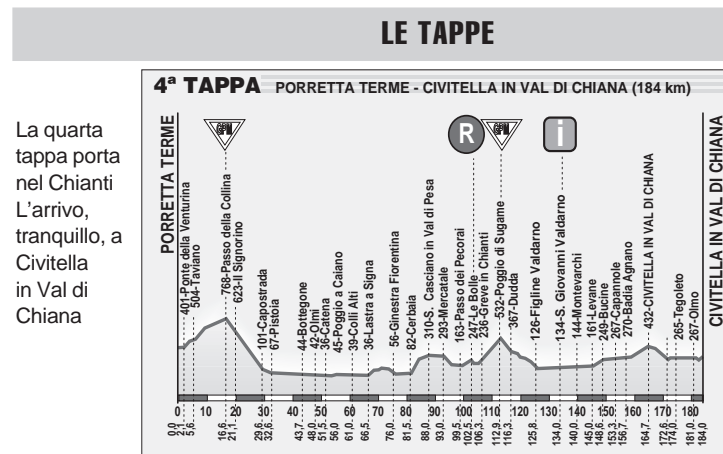 LE TAPPE
La quarta
tappa porta
nel Chianti
L'arrivo,
tranquillo, a
Civitella
in Val di
Chiana
4ª TAPPA PORRETTA TERME - CIVITELLA IN VAL DI CHIANA (184 km)
GPM
R
GPM
i
PORRETTA TERME
401-Ponte della Venturina
504-Taviano
768-Passo della Collina
623-Il Signorino
101-Capostrada
67-Pistoia
44-Bottegone
42-Olmi
36-Catena
45-Poggio a Caiano
39-Colli Alti
36-Lastra a Signa
56-Ginestra Fiorentina
82-Cerbaia
310-S. Casciano in Val di Pesa
293-Mercatale
163-Passo dei Pecorai
247-Le Bolle
236-Greve in Chianti
532-Poggio di Sugame
367-Dudda
126-Figline Valdarno
134-S. Giovanni Valdarno
144-Montevarchi
161-Levane
249-Bucine
267-Capannole
270-Badia Agnano
432-CIVITELLA IN VAL DI CHIANA
265-Tegoleto
267-Olmo
CIVITELLA IN VAL DI CHIANA
0 10 20 30 40 50 60 70 80 90 100 110 120 130 140 150 160 170 180
0,0 2,1 5,6 16,6 21,1 29,6 32,6 43,7 48,0 51,5 56,0 61,0 66,5 76,0 81,5 88,0 93,0 99,5 102,5 106,3 112,9 116,3 125,8 134,0 140,0 145,0 148,6 153,3 156,7 164,7 172,6 174,0 181,0 184,0